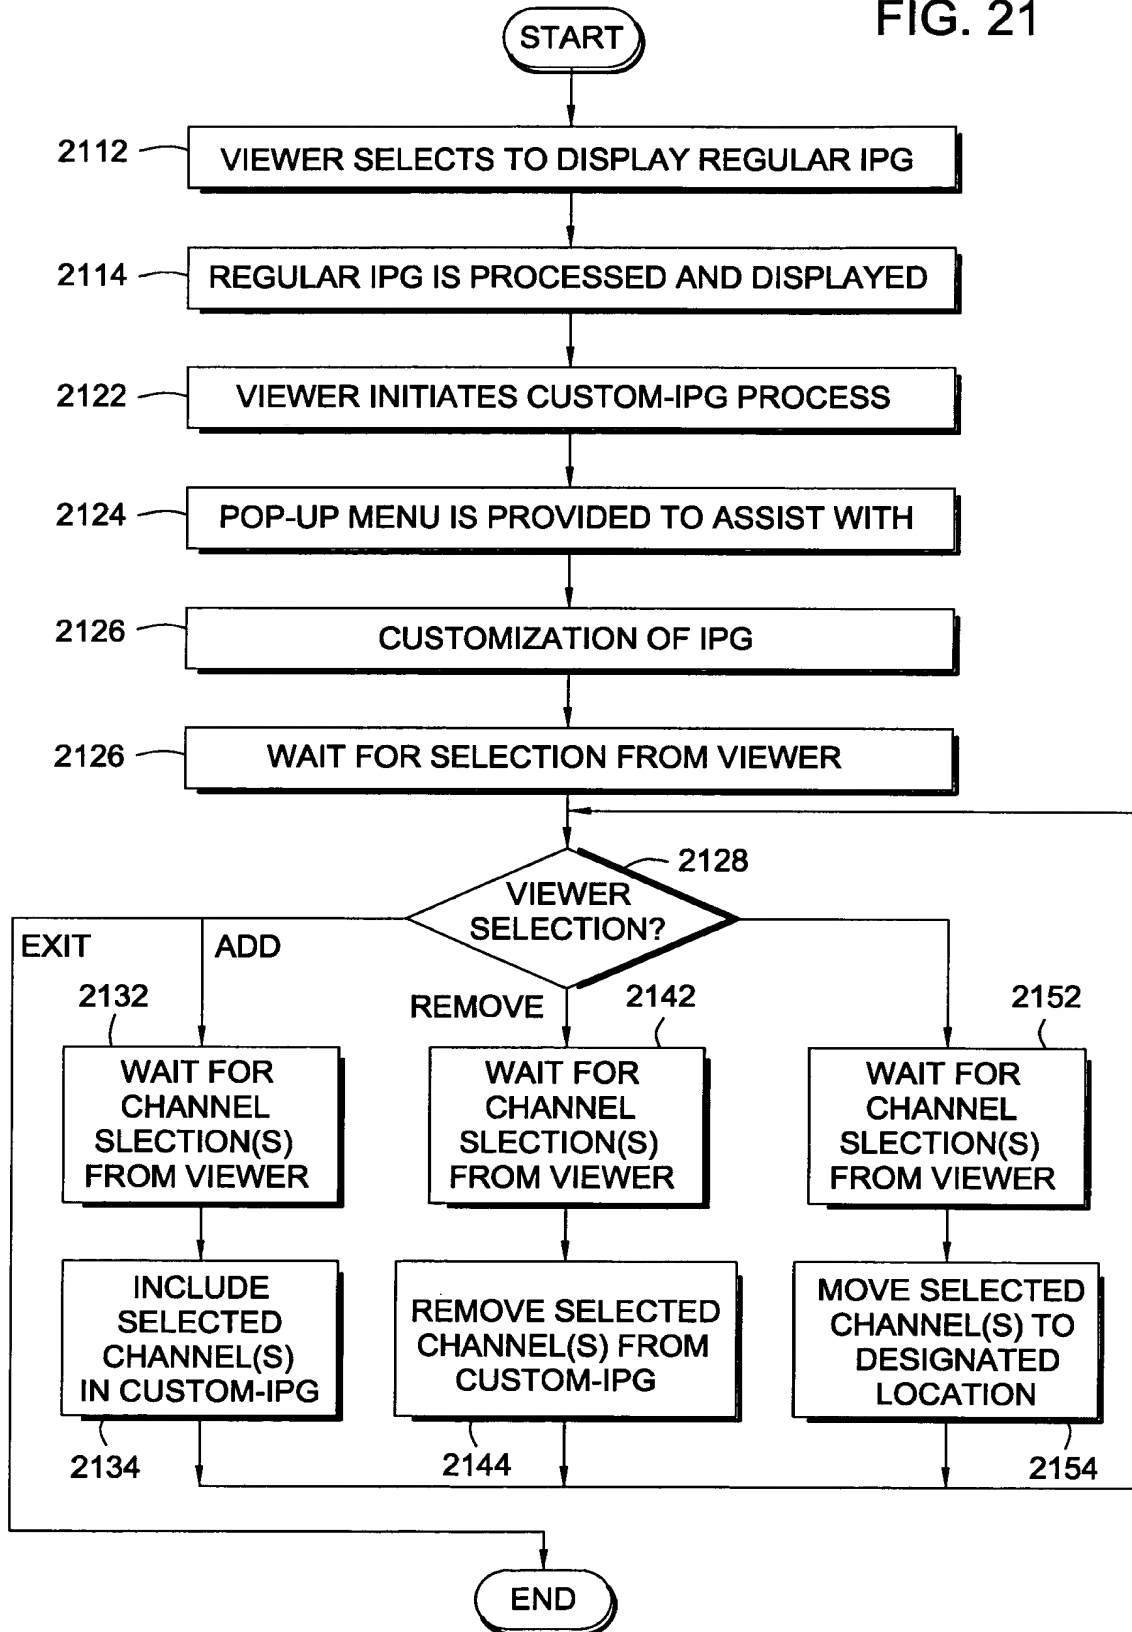 FIG. 21
START
2112
VIEWER SELECTS TO DISPLAY REGULAR IPG
2114
REGULAR IPG IS PROCESSED AND DISPLAYED
2122
VIEWER INITIATES CUSTOM-IPG PROCESS
2124
POP-UP MENU IS PROVIDED TO ASSIST WITH
2126
CUSTOMIZATION OF IPG
2126
WAIT FOR SELECTION FROM VIEWER
2128
VIEWER
SELECTION?
EXIT
ADD
REMOVE
2132
WAIT FOR
CHANNEL
SLECTION(S)
FROM VIEWER
2142
WAIT FOR
CHANNEL
SLECTION(S)
FROM VIEWER
2152
WAIT FOR
CHANNEL
SLECTION(S)
FROM VIEWER
INCLUDE
SELECTED
CHANNEL(S)
IN CUSTOM-IPG
2134
REMOVE SELECTED
CHANNEL(S) FROM
CUSTOM-IPG
2144
MOVE SELECTED
CHANNEL(S) TO
DESIGNATED
LOCATION
2154
END